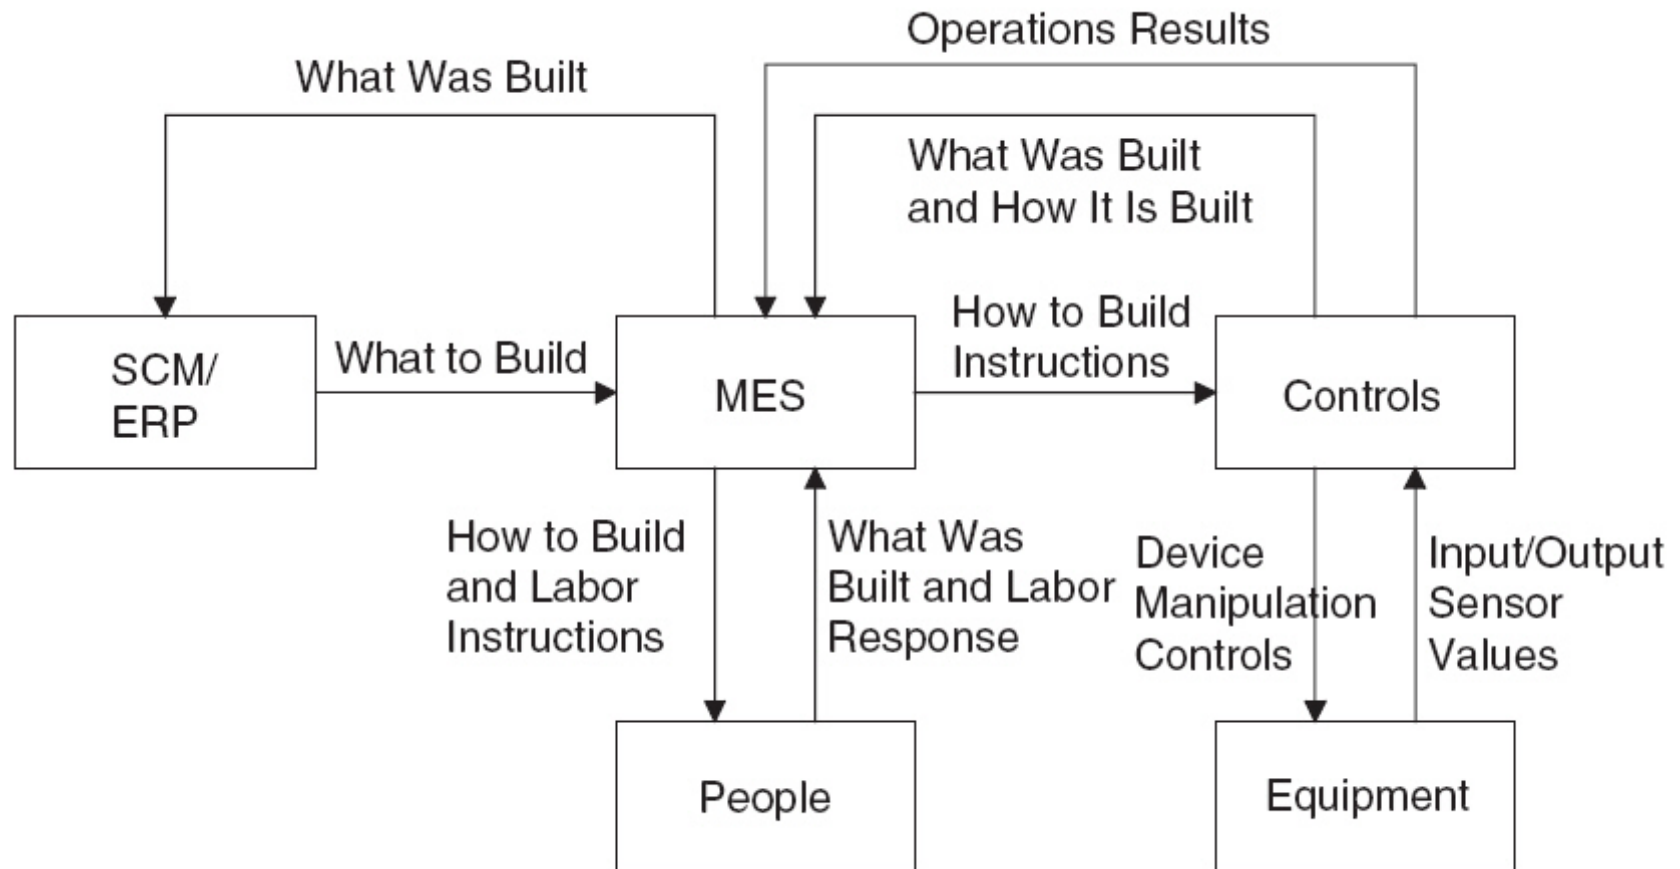 Operations Results
What Was Built
What Was Built
and How It Is Built
How to Build
Instructions
SCM/
ERP
What to Build
MES
Controls
How to Build
and Labor
Instructions
What Was
Built and Labor
Response
Device
Manipulation
Controls
Input/Output
Sensor
Values
People
Equipment